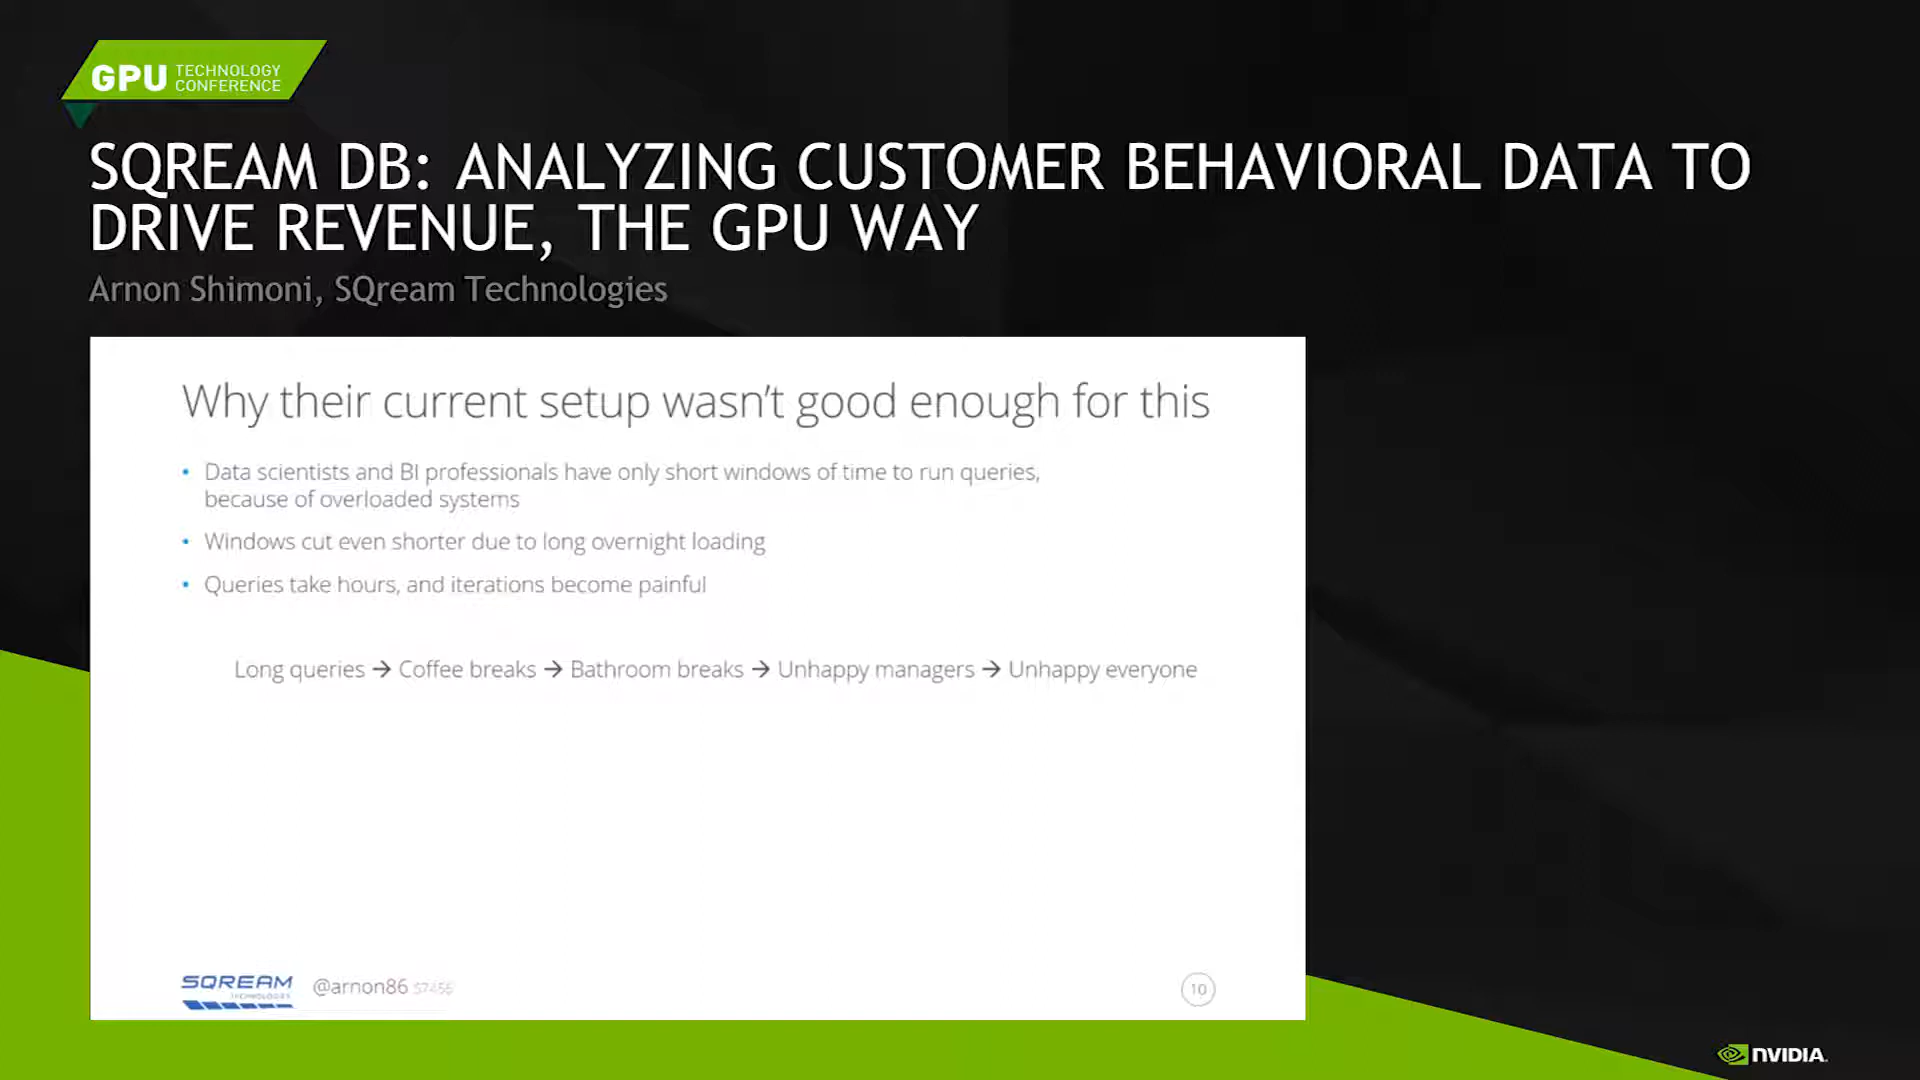 GPU TECHNOLOGY CONFERENCE
SQREAM DB: ANALYZING CUSTOMER BEHAVIORAL DATA TO
DRIVE REVENUE, THE GPU WAY
Arnon Shimoni, SQream Technologies
Why their current setup wasn't good enough for this
• Data scientists and BI professionals have only short windows of time to run queries,
because of overloaded systems
• Windows cut even shorter due to long overnight loading
• Queries take hours, and iterations become painful
Long queries → Coffee breaks → Bathroom breaks → Unhappy managers → Unhappy everyone
SQREAM
TECHNOLOGIES
@arnon86 S7456
10
NVIDIA.